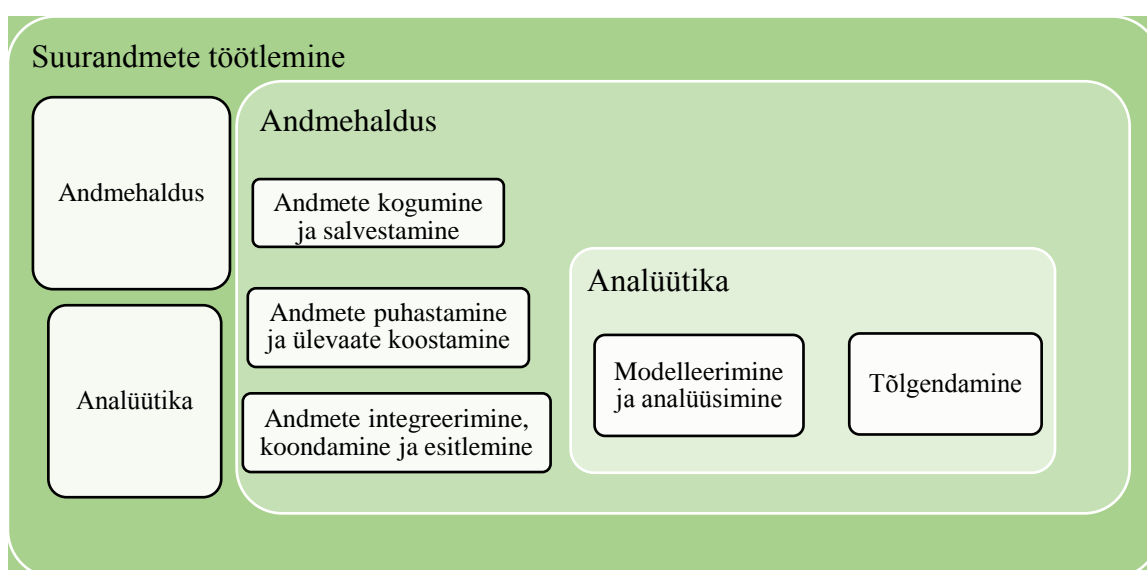 Suurandmete töötlemine
Andmehaldus
Analüütika
Andmehaldus
Andmete kogumine
ja salvestamine
Andmete puhastamine
ja ülevaate koostamine
Andmete integreerimine,
koondamine ja esitlemine
Analüütika
Modelleerimine
ja analüüsimine
Tõlgendamine